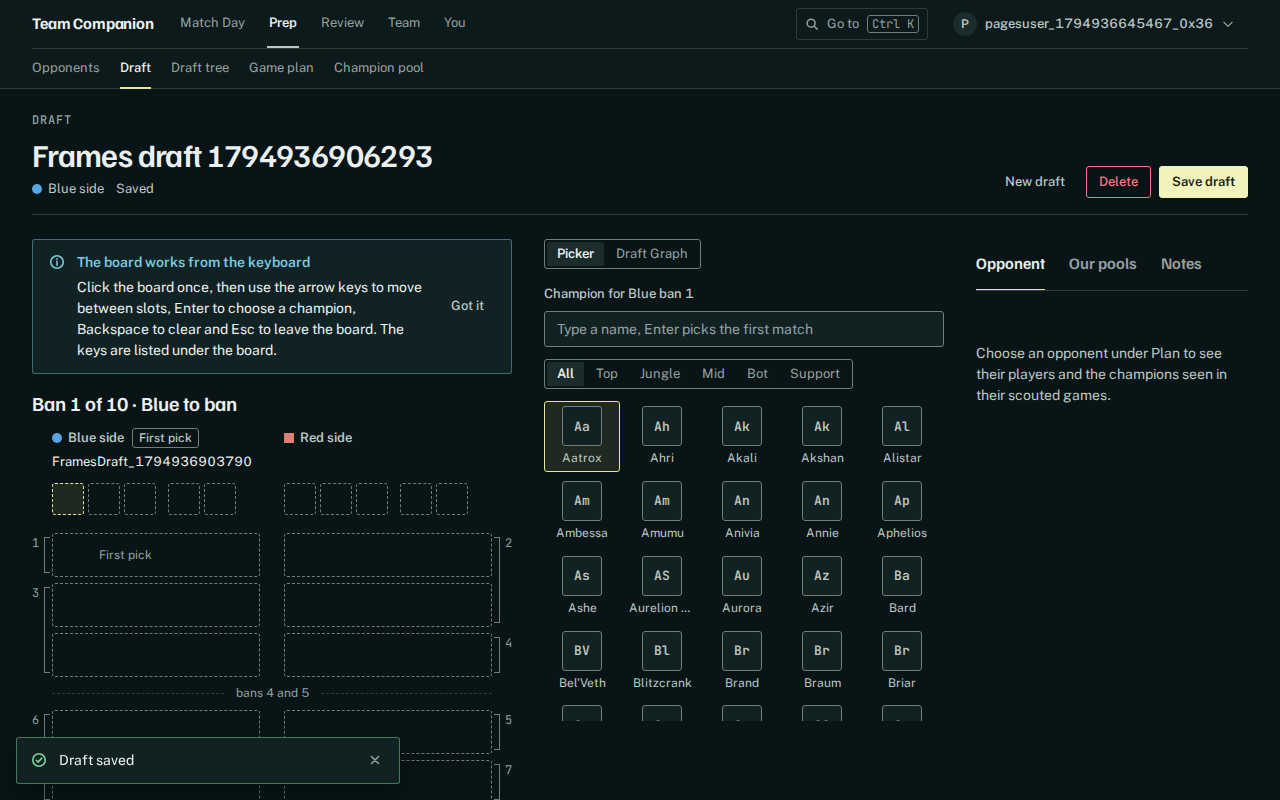 Team Companion
Match Day
Prep
Review
Team
You
Go to
Ctrl K
P
pagesuser_1794936645467_0x36
Opponents
Draft
Draft tree
Game plan
Champion pool
DRAFT
Frames draft 1794936906293
Blue side
Saved
New draft
Delete
Save draft
The board works from the keyboard
Click the board once, then use the arrow keys to move
between slots, Enter to choose a champion,
Backspace to clear and Esc to leave the board. The
keys are listed under the board.
Got it
Ban 1 of 10 · Blue to ban
Blue side
First pick
Red side
FramesDraft_1794936903790
1
First pick
2
3
4
bans 4 and 5
6
5
7
Draft saved
Picker
Draft Graph
Champion for Blue ban 1
Type a name, Enter picks the first match
All
Top
Jungle
Mid
Bot
Support
Aa
Ah
Ak
Ak
Al
Aatrox
Ahri
Akali
Akshan
Alistar
Am
Am
An
An
Ap
Ambessa
Amumu
Anivia
Annie
Aphelios
As
AS
Au
Az
Ba
Ashe
Aurelion ...
Aurora
Azir
Bard
BV
Bl
Br
Br
Br
Bel'Veth
Blitzcrank
Brand
Braum
Briar
Opponent
Our pools
Notes
Choose an opponent under Plan to see
their players and the champions seen in
their scouted games.